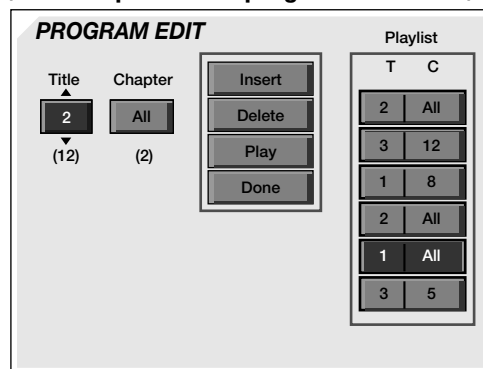 PROGRAM EDIT
Title Chapter
2 All
(12) (2)
Insert
Delete
Play
Done
Playlist
T C
2 All
3 12
1 8
2 All
1 All
3 5